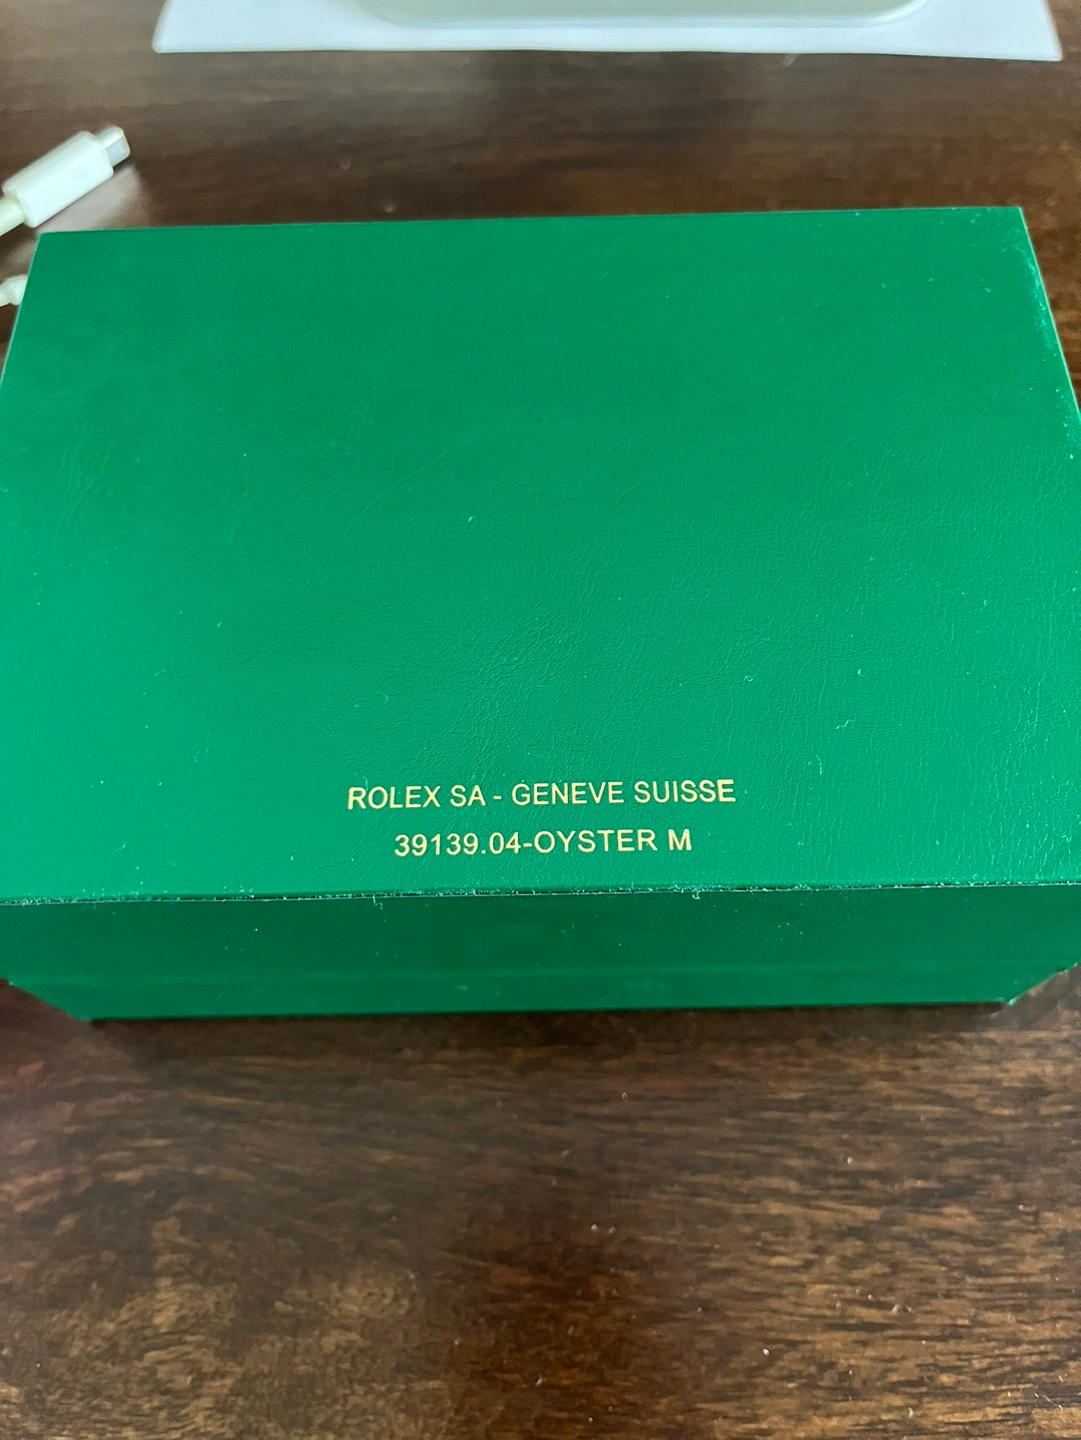 ROLEX SA - GENEVE SUISSE
39139.04-OYSTER M